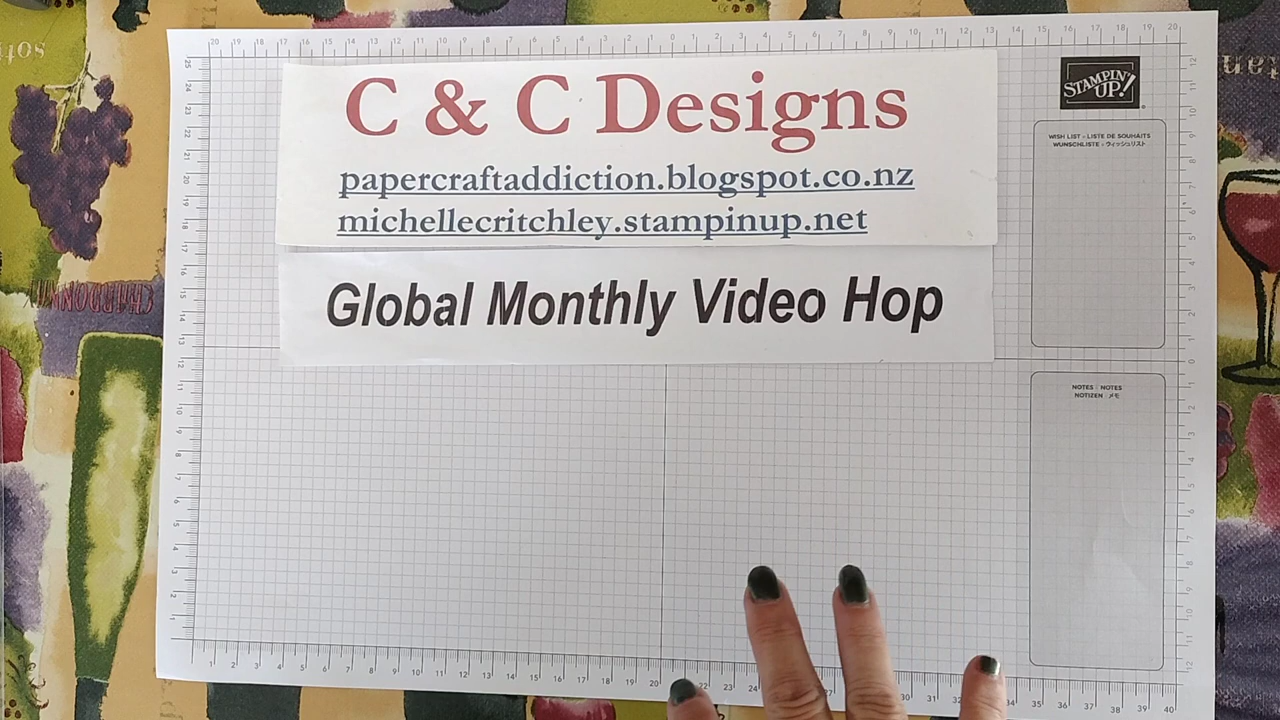 C & C Designs
papercraftaddiction.blogspot.co.nz
michellecritchley.stampinup.net
Global Monthly Video Hop
STAMPIN' UP!
WISH LIST • LISTE DE SOUHAITS
WUNSCHLISTE • ウィッシュリスト
NOTES NOTES
NOTIZEN メモ
CHARDONNAY